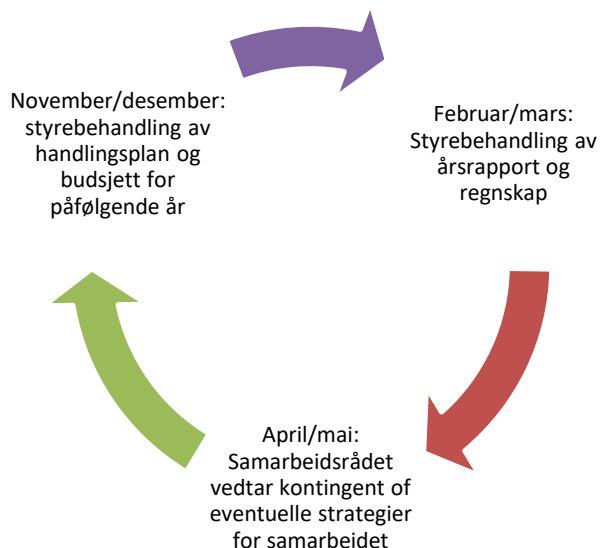 November/desember:
styrebehandling av
handlingsplan og
budsjett for
påfølgende år
Februar/mars:
Styrebehandling av
årsrapport og
regnskap
April/mai:
Samarbeidsrådet
vedtar kontingent of
eventuelle strategier
for samarbeidet